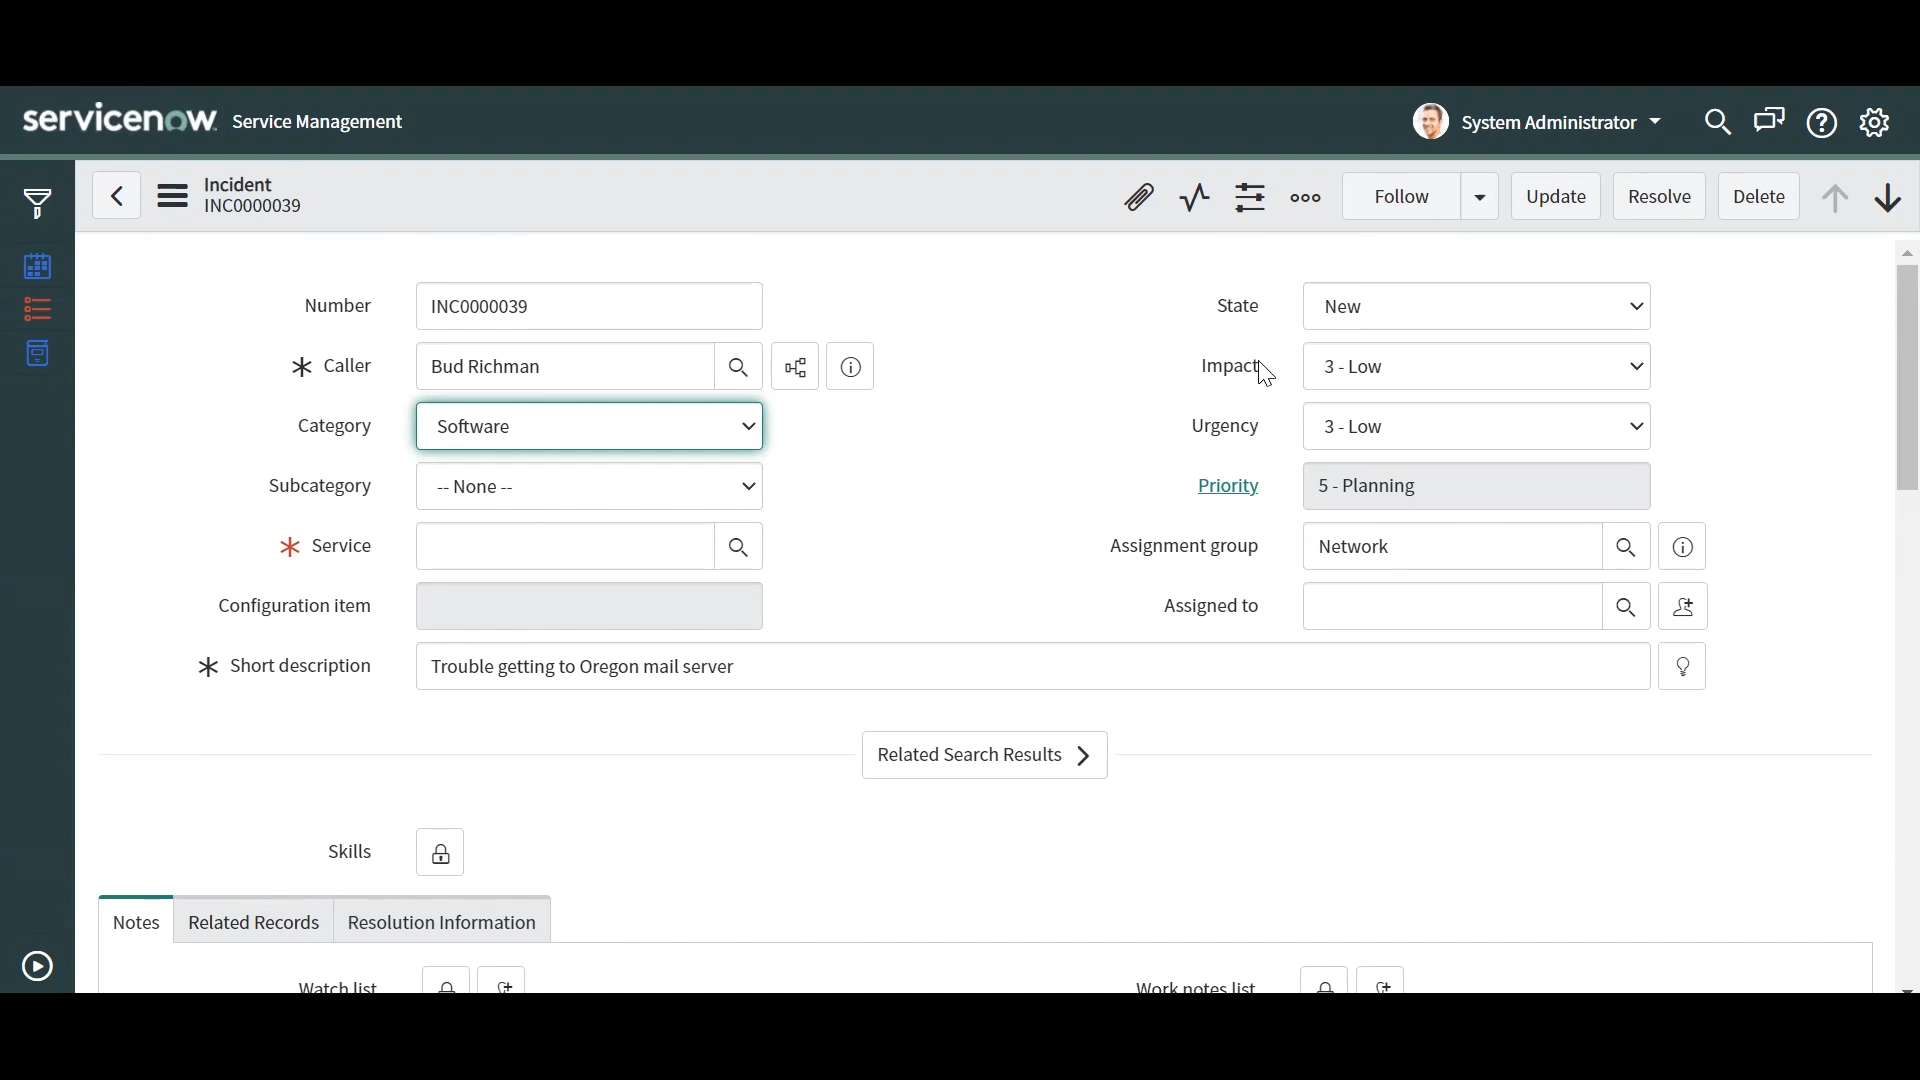 servicenow Service Management
System Administrator
Incident
INC0000039
Follow
Update
Resolve
Delete
Number
INC0000039
State
New
Caller
Bud Richman
Impact
3 - Low
Category
Software
Urgency
3 - Low
Subcategory
-- None --
Priority
5 - Planning
Service
Assignment group
Network
Configuration item
Assigned to
Short description
Trouble getting to Oregon mail server
Related Search Results
Skills
Notes
Related Records
Resolution Information
Watch list
Work notes list